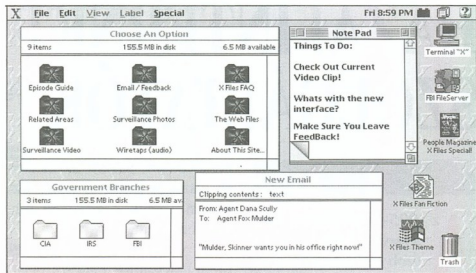 X File Edit View Label Special Fri 8:59 PM
Choose An Option
9 items 155.5 MB in disk 6.5 MB available
Episode Guide Email / Feedback X Files FAQ
Related Areas Surveillance Photos The Web Files
Surveillance Video Wiretaps (audio) About This Site...
Note Pad
Things To Do:
Check Out Current
Video Clip!
Whats with the new
interface?
Make Sure You Leave
FeedBack!
Terminal "X"
FBI FileServer
People Magazine
X Files Special!
Government Branches
3 items 155.5 MB in disk 6.5 MB av
CIA IRS FBI
New Email
Clipping contents: text
From: Agent Dana Scully
To: Agent Fox Mulder
"Mulder, Skinner wants you in his office right now!"
X Files Fan Fiction
X Files Theme
Trash